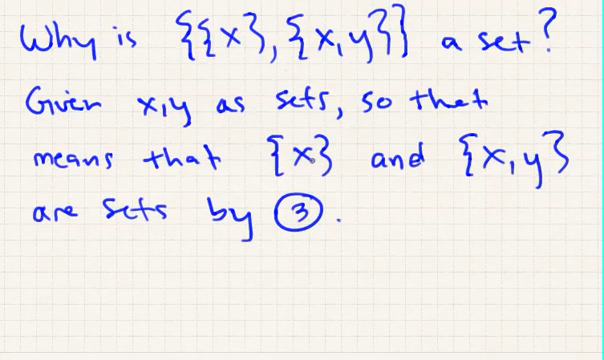 Why is {{x},{x,y}} a set?
Given x,y as sets, so that
means that {x} and {x,y}
are sets by ③.